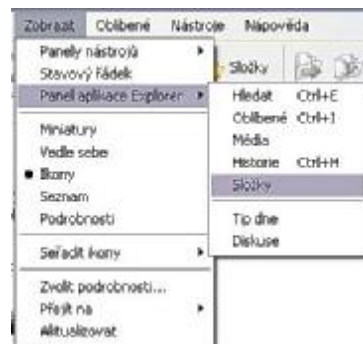 Zobrazit Oblíbené Nástroje Nápověda
Panely nástrojů
Stavový řádek
Panel aplikace Explorer
Miniatury
Vedle sebe
Ikony
Seznam
Podrobnosti
Seřadit ikony
Zvolit podrobnosti...
Přejít na
Aktualizovat
Složky
Hledat Ctrl+E
Oblíbené Ctrl+I
Média
Historie Ctrl+H
Složky
Tip dne
Diskuse